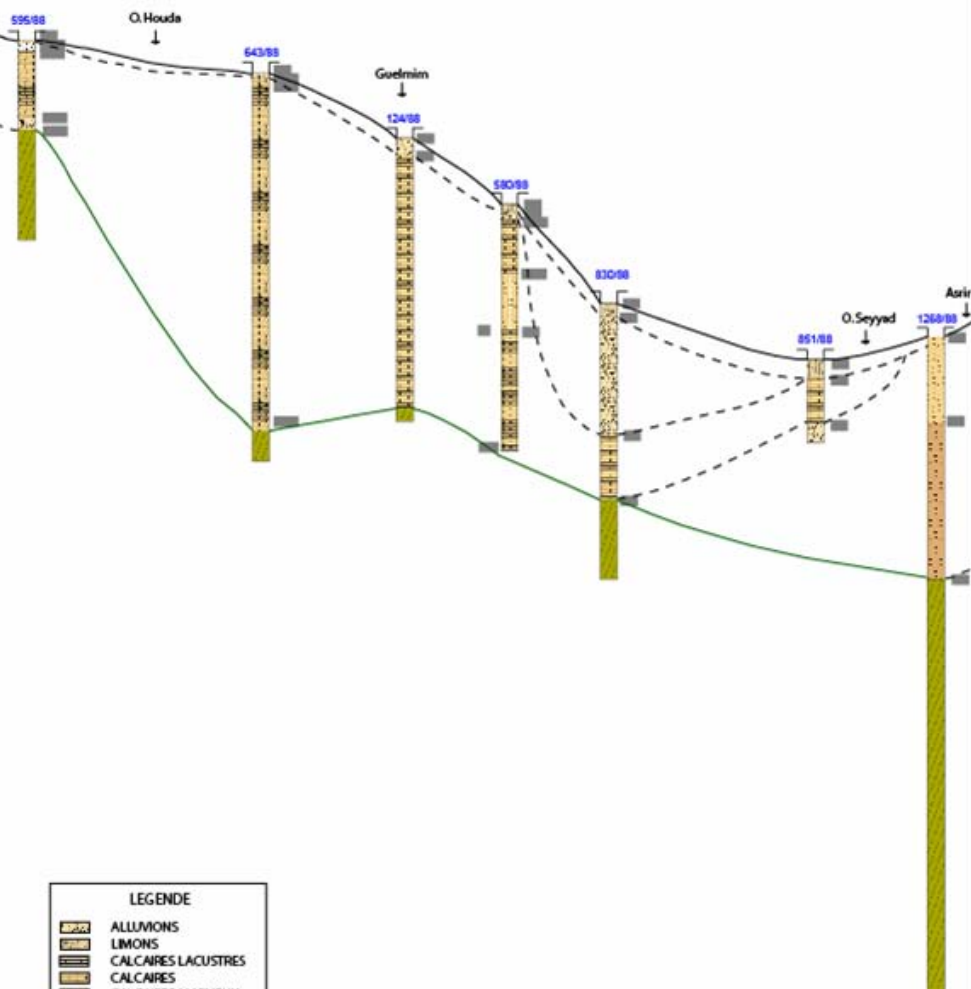 595/88
O. Houda
643/88
Guelmim
124/88
580/88
830/88
851/88
O. Seyyad
1268/88
LEGENDE
ALLUVIONS
LIMONS
CALCAIRES LACUSTRES
CALCAIRES